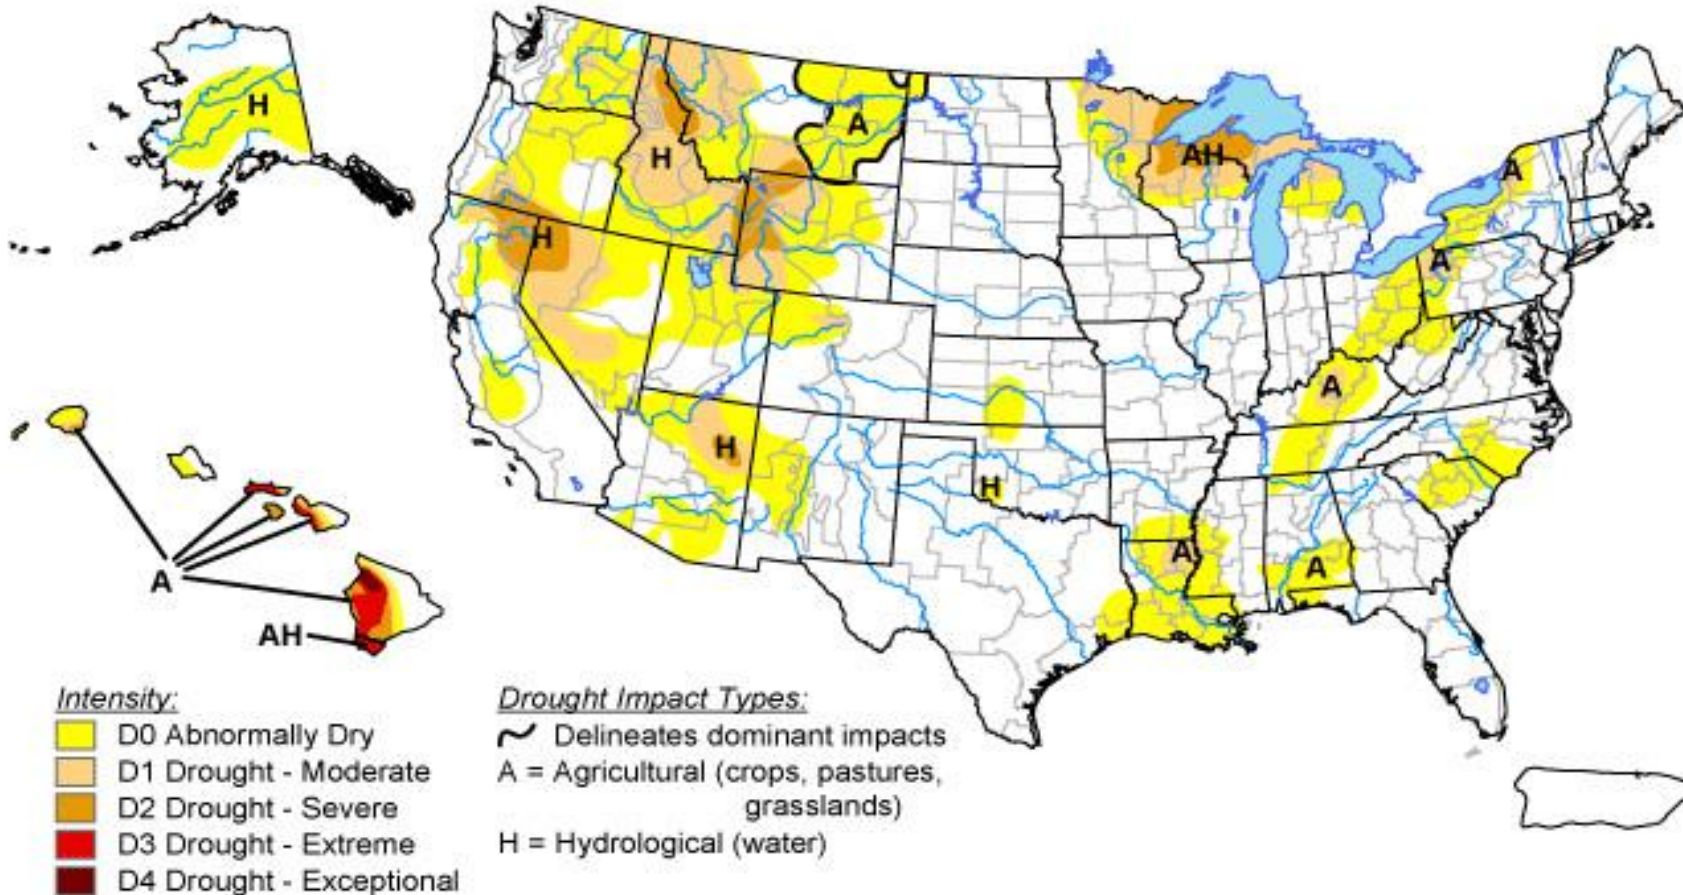 H
H
A
AH
A
H
A
H
A
H
A
A
A
AH
Intensity:
D0 Abnormally Dry
D1 Drought - Moderate
D2 Drought - Severe
D3 Drought - Extreme
D4 Drought - Exceptional
Drought Impact Types:
Delineates dominant impacts
A = Agricultural (crops, pastures,
grasslands)
H = Hydrological (water)